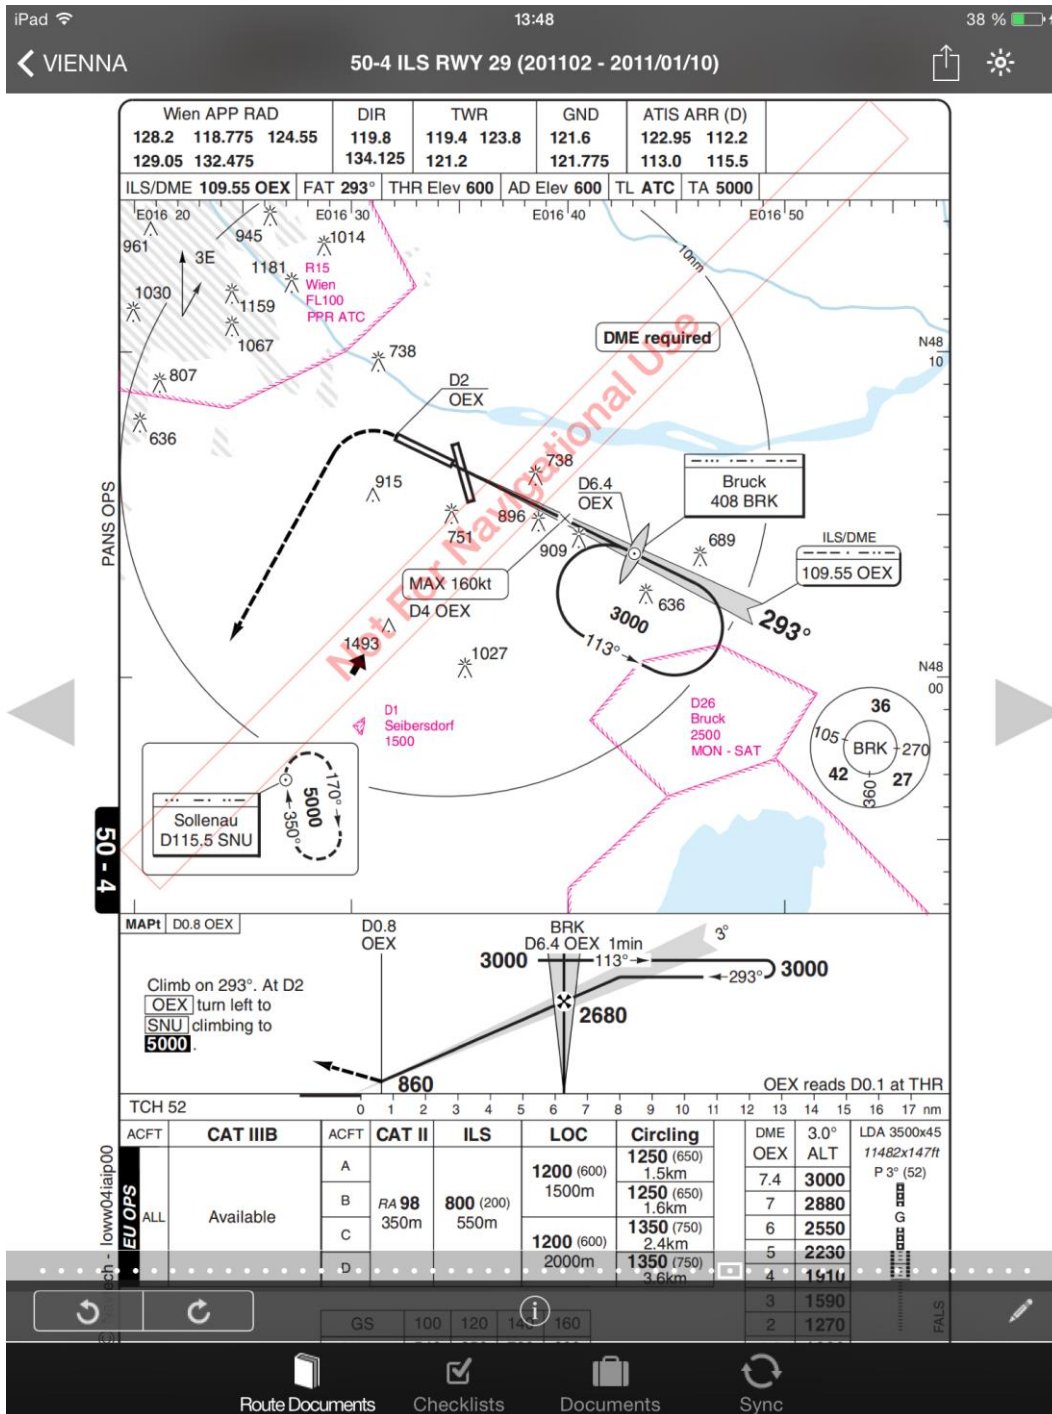 iPad 13:48 38 %
VIENNA 50-4 ILS RWY 29 (201102 - 2011/01/10)
Wien APP RAD DIR TWR GND ATIS ARR (D)
128.2 118.775 124.55 119.8 119.4 123.8 121.6 122.95 112.2
129.05 132.475 134.125 121.2 121.775 113.0 115.5
ILS/DME 109.55 OEX FAT 293° THR Elev 600 AD Elev 600 TL ATC TA 5000
E016 20 E016 30 E016 40 E016 50
961
945
1014
3E
1181
R15
Wien
FL100
PPR ATC
1030
1159
1067
10nm
DME required
N48
10
738
807
636
D2
OEX
Not For Navigational Use
PANS OPS
915
738
D6.4
OEX
Bruck
408 BRK
751
896
909
689
ILS/DME
109.55 OEX
MAX 160kt
D4 OEX
636
3000
113°
293°
1493
1027
N48
00
D1
Seibersdorf
1500
D26
Bruck
2500
MON - SAT
36
105 BRK 270
42 27
360
Sollenau
D115.5 SNU
170°
5000
350°
50 - 4
MAPt D0.8 OEX
D0.8
OEX
BRK
D6.4 OEX 1min
3°
3000 113° 3000
293°
2680
Climb on 293°. At D2
OEX turn left to
SNU climbing to
5000 .
860
OEX reads D0.1 at THR
TCH 52
0 1 2 3 4 5 6 7 8 9 10 11 12 13 14 15 16 17 nm
ACFT CAT IIIB ACFT CAT II ILS LOC Circling DME 3.0° LDA 3500x45
OEX ALT 11482x147ft
EU OPS
ALL Available
A 1250 (650)
1.5km
B 1250 (650)
1.6km
C 1350 (750)
2.4km
D 1350 (750)
3.6km
RA 98
350m
800 (200)
550m
1200 (600)
1500m
1200 (600)
2000m
7.4 3000
7 2880
6 2550
5 2230
4 1910
3 1590
2 1270
P 3° (52)
G
FALS
loww04iaip00
GS 100 120 140 160
Route Documents Checklists Documents Sync